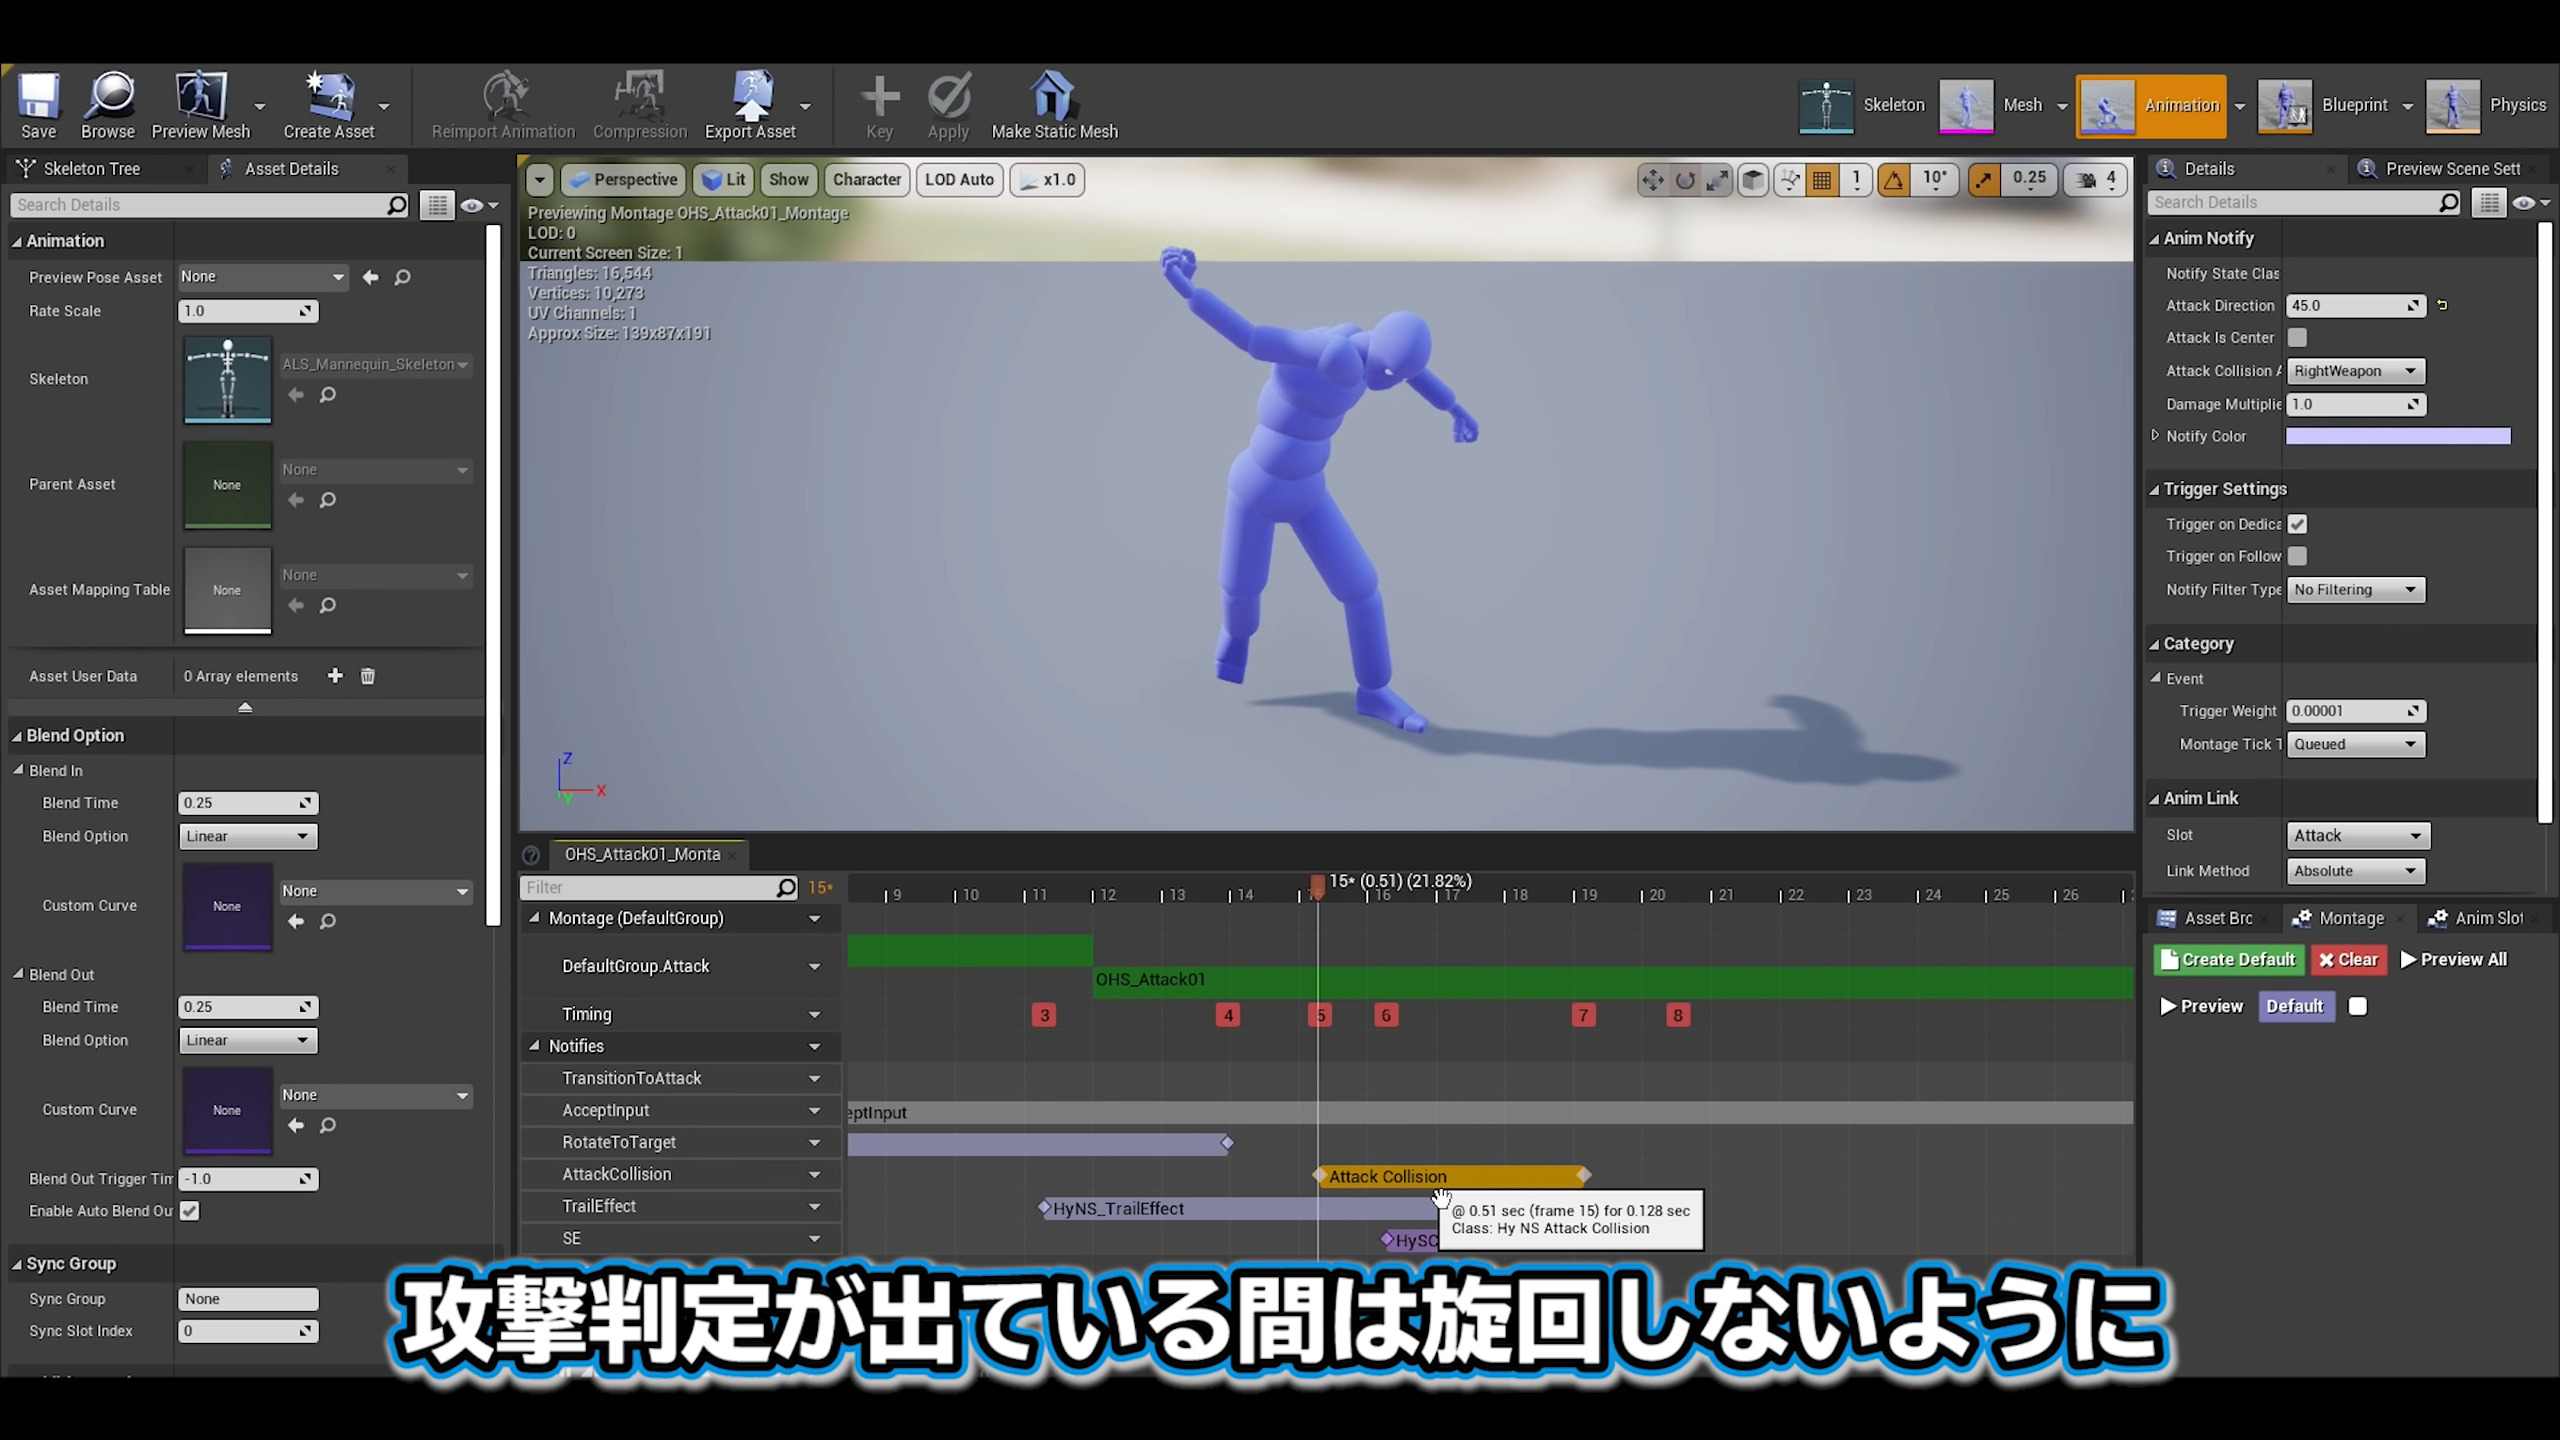 Save
Browse
Preview Mesh
Create Asset
Reimport Animation
Compression
Export Asset
Key
Apply
Make Static Mesh
Skeleton
Mesh
Animation
Blueprint
Physics
Skeleton Tree
Asset Details
Search Details
Animation
Preview Pose Asset None
Rate Scale 1.0
Skeleton
ALS_Mannequin_Skeleton
Parent Asset
None
None
Asset Mapping Table
None
None
Asset User Data 0 Array elements
Blend Option
Blend In
Blend Time 0.25
Blend Option Linear
Custom Curve
None
None
Blend Out
Blend Time 0.25
Blend Option Linear
Custom Curve
None
None
Blend Out Trigger Tim -1.0
Enable Auto Blend Ou
Sync Group
Sync Group None
Sync Slot Index 0
Perspective
Lit
Show
Character
LOD Auto
x1.0
1
10°
0.25
4
Previewing Montage OHS_Attack01_Montage
LOD: 0
Current Screen Size: 1
Triangles: 16,544
Vertices: 10,273
UV Channels: 1
Approx Size: 139x87x191
Z
X
Y
OHS_Attack01_Monta
Filter
15*
15* (0.51) (21.82%)
9 10 11 12 13 14 15 16 17 18 19 20 21 22 23 24 25 26
Montage (DefaultGroup)
DefaultGroup.Attack
OHS_Attack01
Timing
3 4 5 6 7 8
Notifies
TransitionToAttack
AcceptInput
eptInput
RotateToTarget
AttackCollision
Attack Collision
TrailEffect
HyNS_TrailEffect
SE
HySC
@ 0.51 sec (frame 15) for 0.128 sec
Class: Hy NS Attack Collision
Details
Preview Scene Sett
Search Details
Anim Notify
Notify State Clas
Attack Direction 45.0
Attack Is Center
Attack Collision A RightWeapon
Damage Multiplie 1.0
Notify Color
Trigger Settings
Trigger on Dedica
Trigger on Follow
Notify Filter Type No Filtering
Category
Event
Trigger Weight 0.00001
Montage Tick T Queued
Anim Link
Slot Attack
Link Method Absolute
Asset Brc
Montage
Anim Slot
Create Default
Clear
Preview All
Preview
Default
攻撃判定が出ている間は旋回しないように